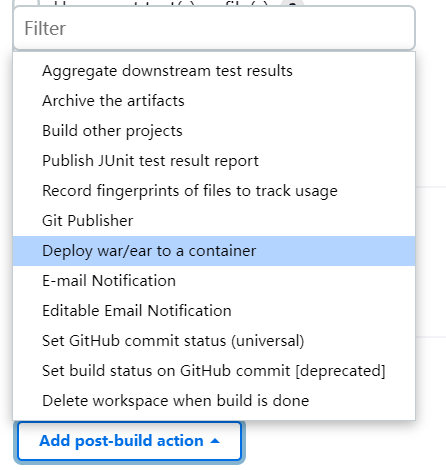 Filter
Aggregate downstream test results
Archive the artifacts
Build other projects
Publish JUnit test result report
Record fingerprints of files to track usage
Git Publisher
Deploy war/ear to a container
E-mail Notification
Editable Email Notification
Set GitHub commit status (universal)
Set build status on GitHub commit [deprecated]
Delete workspace when build is done
Add post-build action